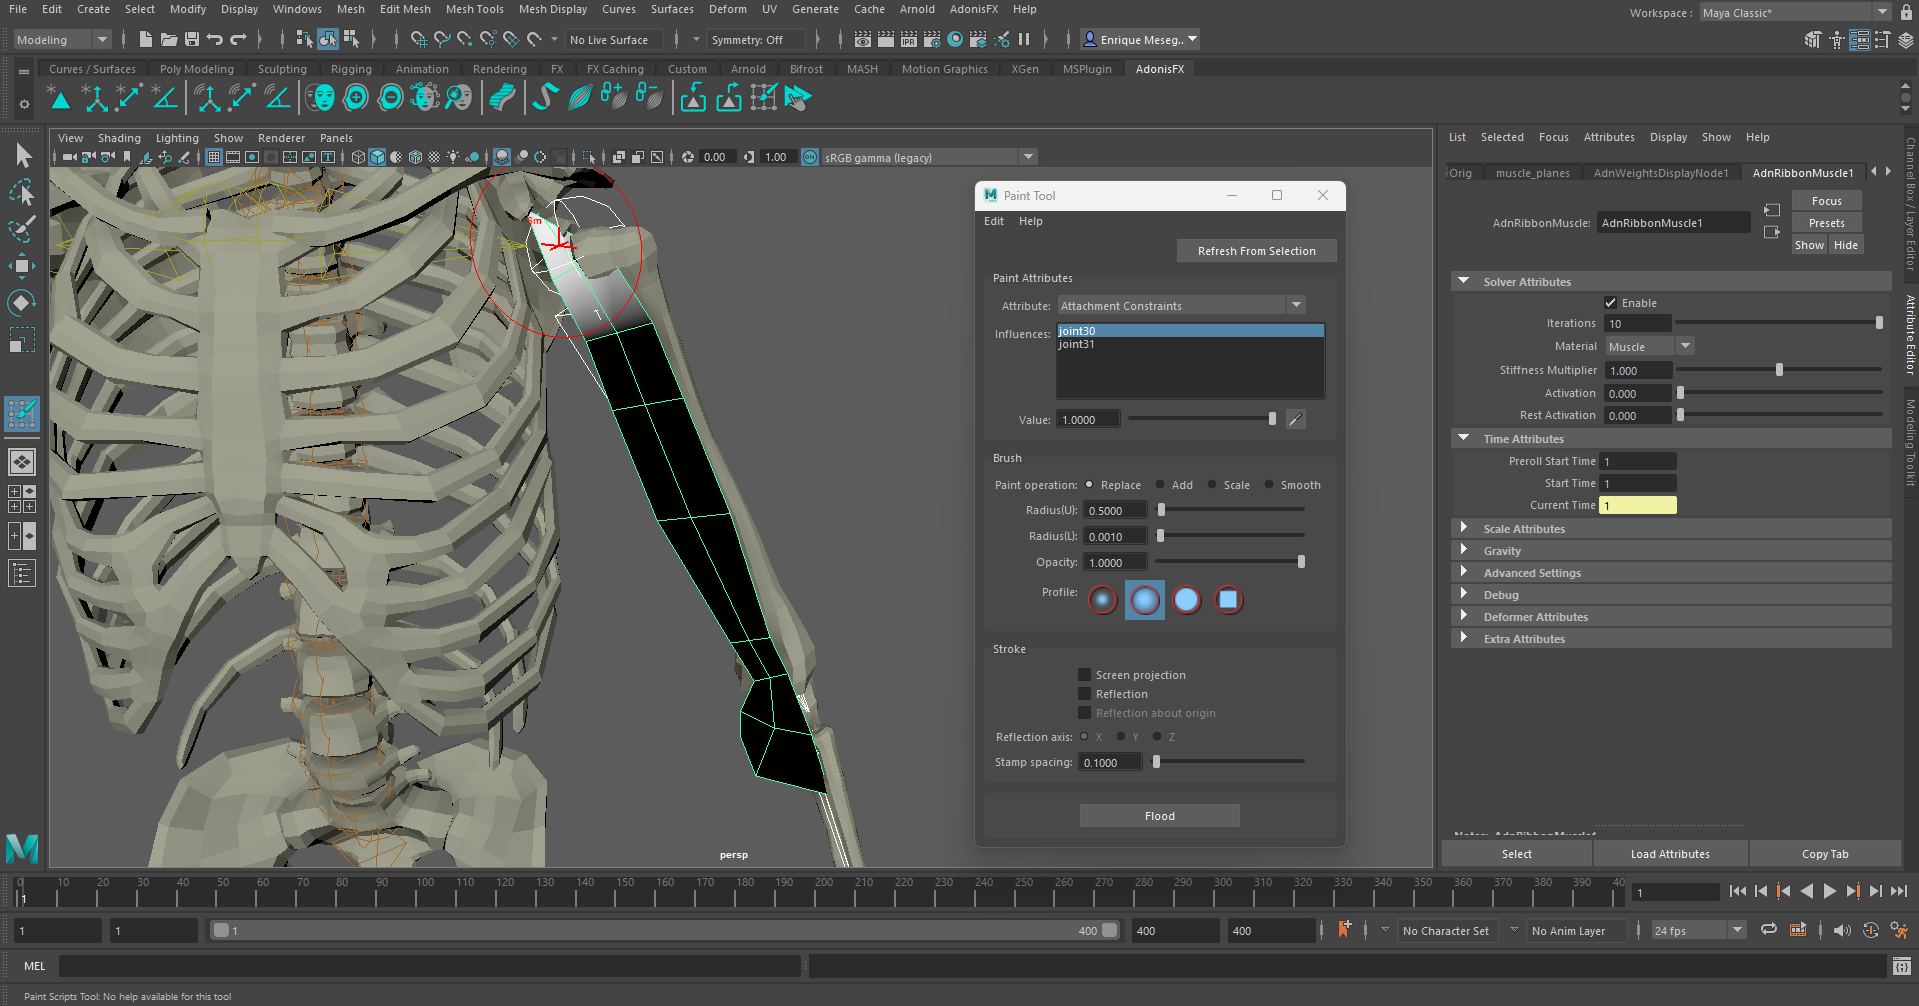 File Edit Create Select Modify Display Windows Mesh Edit Mesh Mesh Tools Mesh Display Curves Surfaces Deform UV Generate Cache Arnold AdonisFX Help
Workspace : Maya Classic*
Modeling No Live Surface Symmetry: Off IPR Enrique Meseg...
Curves / Surfaces Poly Modeling Sculpting Rigging Animation Rendering FX FX Caching Custom Arnold Bifrost MASH Motion Graphics XGen MSPlugin AdonisFX
View Shading Lighting Show Renderer Panels
0.00 1.00 ON sRGB gamma (legacy)
persp
Paint Tool
Edit Help
Refresh From Selection
Paint Attributes
Attribute: Attachment Constraints
Influences: joint30
joint31
Value: 1.0000
Brush
Paint operation: Replace Add Scale Smooth
Radius(U): 0.5000
Radius(L): 0.0010
Opacity: 1.0000
Profile:
Stroke
Screen projection
Reflection
Reflection about origin
Reflection axis: X Y Z
Stamp spacing: 0.1000
Flood
List Selected Focus Attributes Display Show Help
Orig muscle_planes AdnWeightsDisplayNode1 AdnRibbonMuscle1
Focus
AdnRibbonMuscle: AdnRibbonMuscle1 Presets
Show Hide
Solver Attributes
Enable
Iterations 10
Material Muscle
Stiffness Multiplier 1.000
Activation 0.000
Rest Activation 0.000
Time Attributes
Preroll Start Time 1
Start Time 1
Current Time 1
Scale Attributes
Gravity
Advanced Settings
Debug
Deformer Attributes
Extra Attributes
Notes: AdnRibbonMuscle1
Select Load Attributes Copy Tab
Channel Box / Layer Editor
Attribute Editor
Modeling Toolkit
0 10 20 30 40 50 60 70 80 90 100 110 120 130 140 150 160 170 180 190 200 210 220 230 240 250 260 270 280 290 300 310 320 330 340 350 360 370 380 390 40
1 1
1 1 1 400 400 400 No Character Set No Anim Layer 24 fps
MEL
Paint Scripts Tool: No help available for this tool